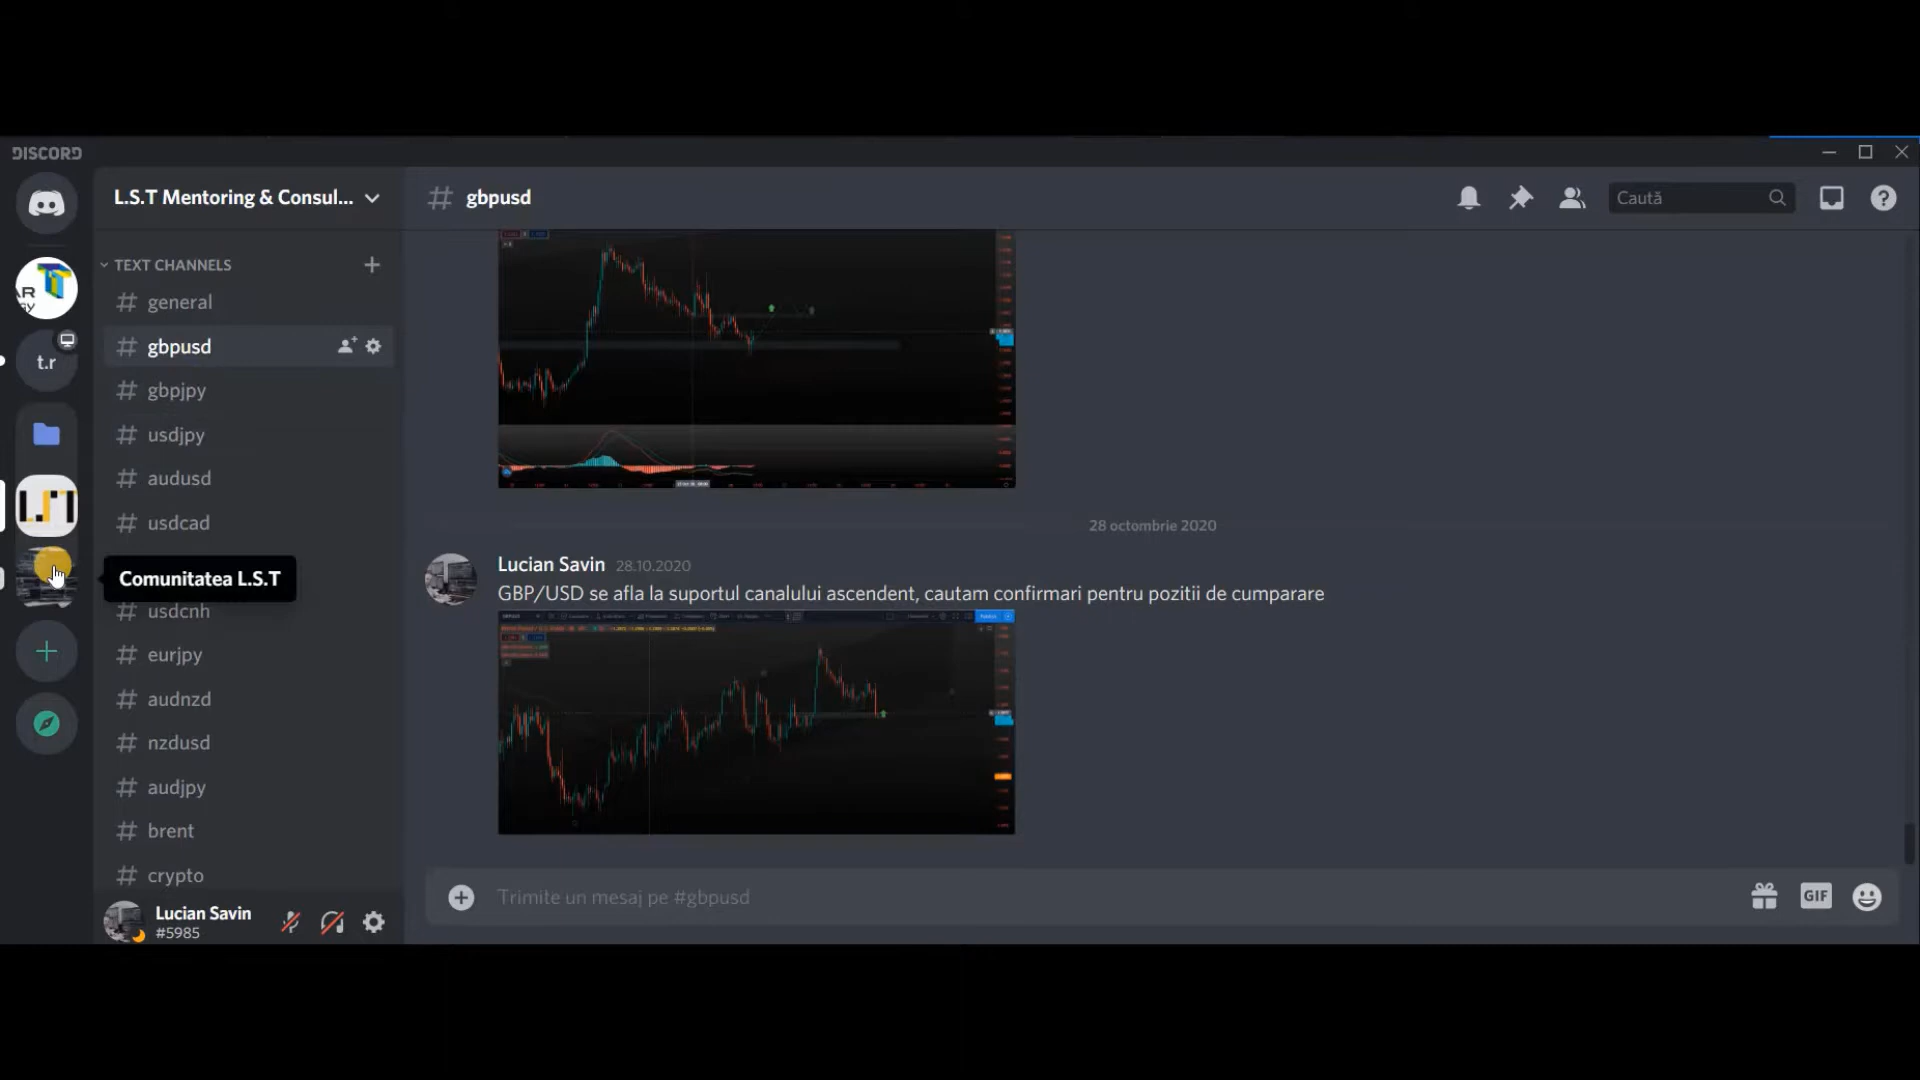 DISCORD
L.S.T Mentoring & Consul...
gbpusd
Caută
TEXT CHANNELS
general
gbpusd
t.r
gbpjpy
usdjpy
audusd
LST
usdcad
28 octombrie 2020
Lucian Savin 28.10.2020
Comunitatea L.S.T
GBP/USD se afla la suportul canalului ascendent, cautam confirmari pentru pozitii de cumparare
usdcnh
eurjpy
audnzd
nzdusd
audjpy
brent
crypto
Trimite un mesaj pe #gbpusd
GIF
Lucian Savin
#5985